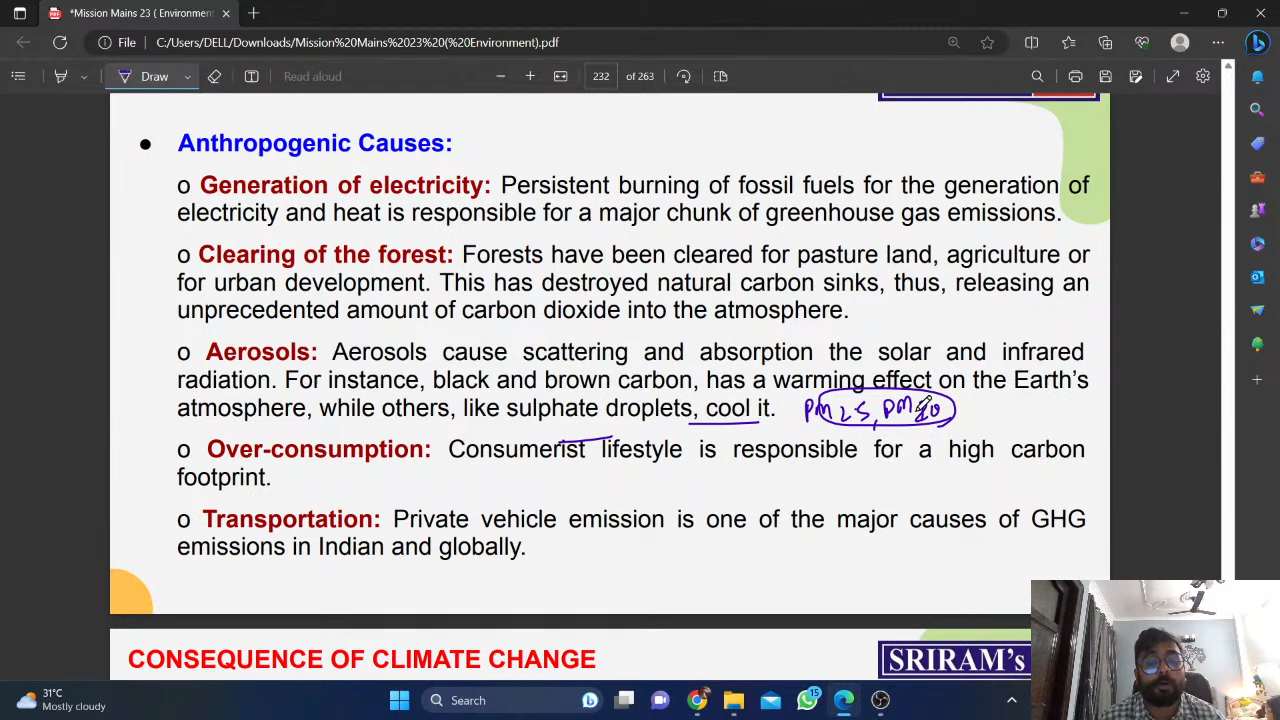 *Mission Mains 23 ( Environment
File C:/Users/DELL/Downloads/Mission%20Mains%2023%20(%20Environment).pdf
Draw Read aloud 232 of 263
● Anthropogenic Causes:
o Generation of electricity: Persistent burning of fossil fuels for the generation of
electricity and heat is responsible for a major chunk of greenhouse gas emissions.
o Clearing of the forest: Forests have been cleared for pasture land, agriculture or
for urban development. This has destroyed natural carbon sinks, thus, releasing an
unprecedented amount of carbon dioxide into the atmosphere.
o Aerosols: Aerosols cause scattering and absorption the solar and infrared
radiation. For instance, black and brown carbon, has a warming effect on the Earth's
atmosphere, while others, like sulphate droplets, cool it. PM 2.5, PM 10
o Over-consumption: Consumerist lifestyle is responsible for a high carbon
footprint.
o Transportation: Private vehicle emission is one of the major causes of GHG
emissions in Indian and globally.
CONSEQUENCE OF CLIMATE CHANGE
SRIRAM's
31°C
Mostly cloudy
Search
15